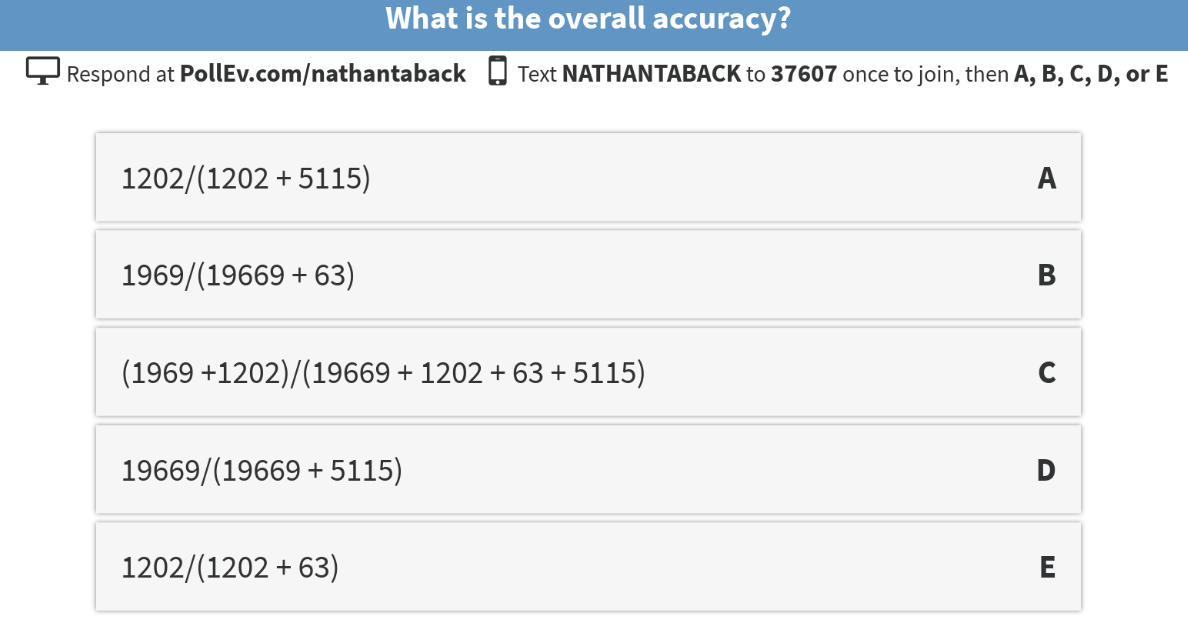 What is the overall accuracy?
Respond at PollEv.com/nathantaback Text NATHANTABACK to 37607 once to join, then A, B, C, D, or E
1202/(1202 + 5115) A
1969/(19669 + 63) B
(1969 +1202)/(19669 + 1202 + 63 + 5115) C
19669/(19669 + 5115) D
1202/(1202 + 63) E